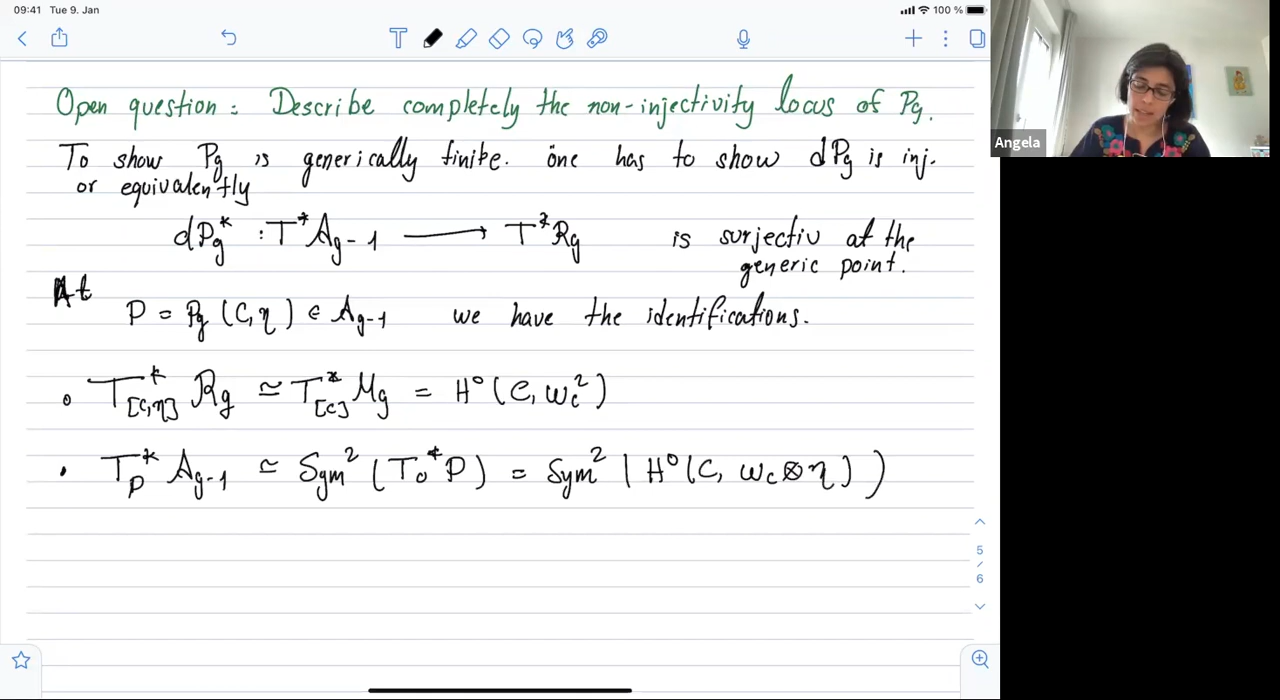 09:41 Tue 9. Jan
100 %
Open question: Describe completely the non-injectivity locus of Pg.
To show Pg is generically finite. one has to show dPg is inj.
or equivalently
dPg* : T*Ag-1 ⟶ T*Rg is surjectiv at the
generic point.
At
P = Pg (C,η) ∈ Ag-1 we have the identifications.
∘ T*[C,η] Rg ≃ T*[C] Mg = H°(C, ωc²)
· T*P Ag-1 ≃ Sym² (T₀*P) = Sym² (H°(C, ωc⊗η))
Angela
5
/
6